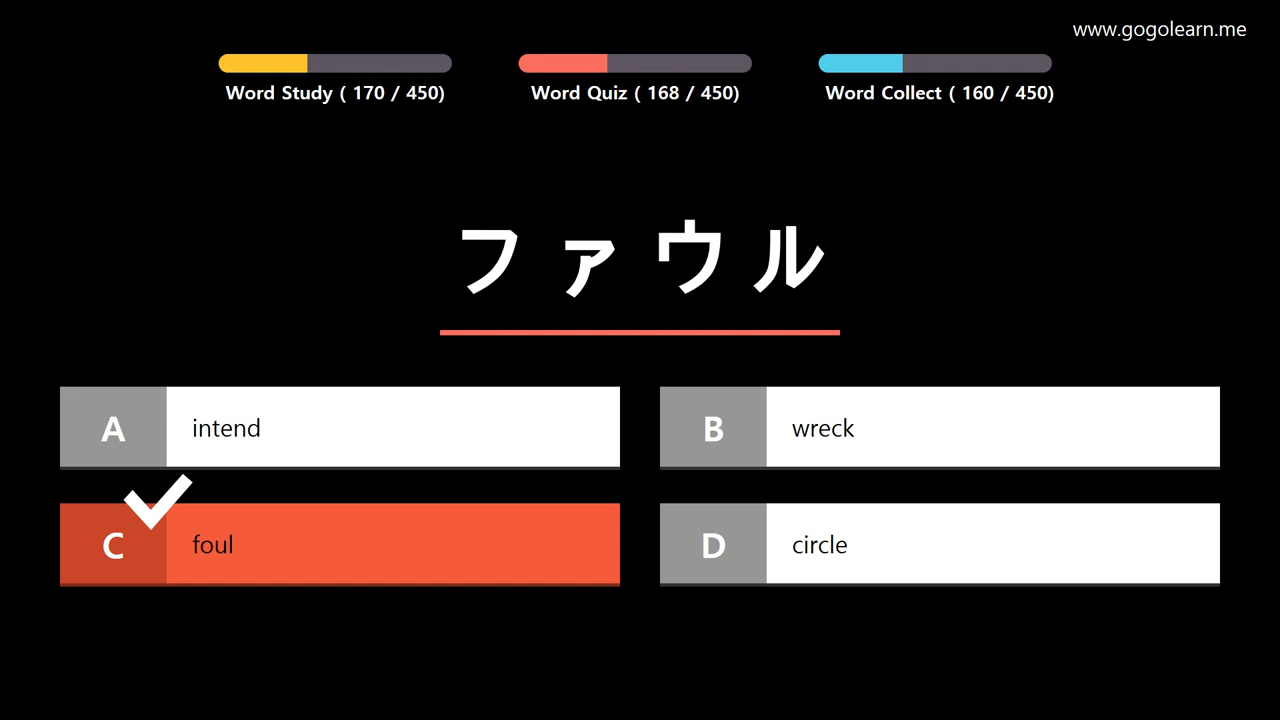 www.gogolearn.me
Word Study ( 170 / 450)
Word Quiz ( 168 / 450)
Word Collect ( 160 / 450)
ファウル
A intend
B wreck
C foul
D circle